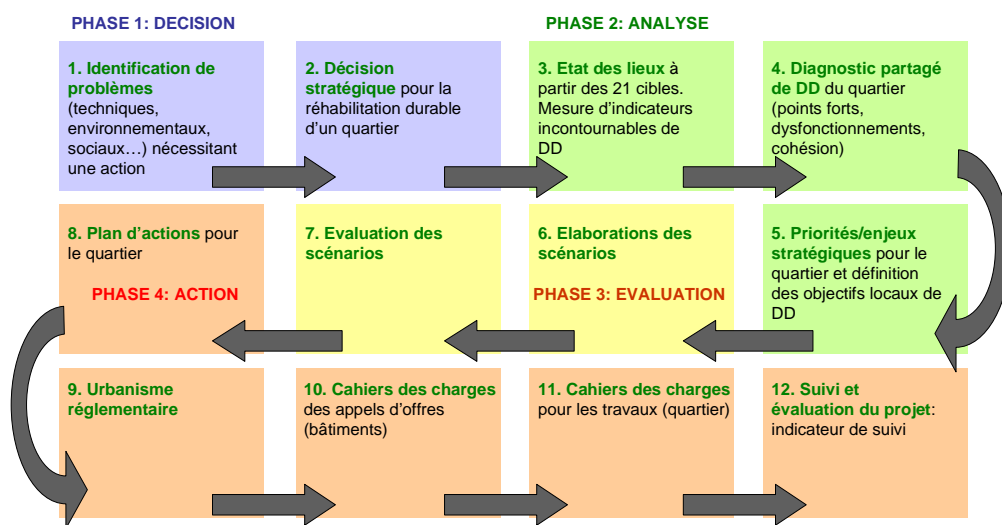 PHASE 1: DECISION
PHASE 2: ANALYSE
1. Identification de
problèmes
(techniques,
environnementaux,
sociaux…) nécessitant
une action
2. Décision
stratégique pour la
réhabilitation durable
d’un quartier
3. Etat des lieux à
partir des 21 cibles.
Mesure d’indicateurs
incontournables de
DD
4. Diagnostic partagé
de DD du quartier
(points forts,
dysfonctionnements,
cohésion)
8. Plan d’actions pour
le quartier
PHASE 4: ACTION
7. Evaluation des
scénarios
6. Elaborations des
scénarios
PHASE 3: EVALUATION
5. Priorités/enjeux
stratégiques pour le
quartier et définition
des objectifs locaux de
DD
9. Urbanisme
réglementaire
10. Cahiers des charges
des appels d’offres
(bâtiments)
11. Cahiers des charges
pour les travaux (quartier)
12. Suivi et
évaluation du projet:
indicateur de suivi